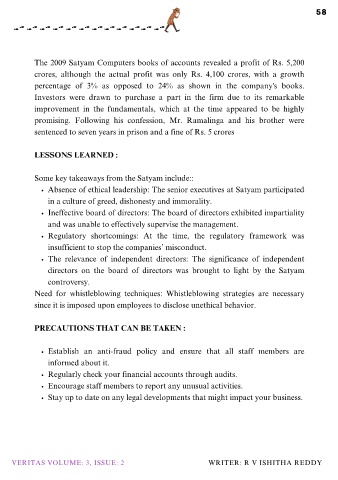 58
The 2009 Satyam Computers books of accounts revealed a profit of Rs. 5,200
crores, although the actual profit was only Rs. 4,100 crores, with a growth
percentage of 3% as opposed to 24% as shown in the company's books.
Investors were drawn to purchase a part in the firm due to its remarkable
improvement in the fundamentals, which at the time appeared to be highly
promising. Following his confession, Mr. Ramalinga and his brother were
sentenced to seven years in prison and a fine of Rs. 5 crores
LESSONS LEARNED :
Some key takeaways from the Satyam include::
• Absence of ethical leadership: The senior executives at Satyam participated
in a culture of greed, dishonesty and immorality.
• Ineffective board of directors: The board of directors exhibited impartiality
and was unable to effectively supervise the management.
• Regulatory shortcomings: At the time, the regulatory framework was
insufficient to stop the companies' misconduct.
• The relevance of independent directors: The significance of independent
directors on the board of directors was brought to light by the Satyam
controversy.
Need for whistleblowing techniques: Whistleblowing strategies are necessary
since it is imposed upon employees to disclose unethical behavior.
PRECAUTIONS THAT CAN BE TAKEN :
• Establish an anti-fraud policy and ensure that all staff members are
informed about it.
• Regularly check your financial accounts through audits.
• Encourage staff members to report any unusual activities.
• Stay up to date on any legal developments that might impact your business.
VERITAS VOLUME: 3, ISSUE: 2
WRITER: R V ISHITHA REDDY